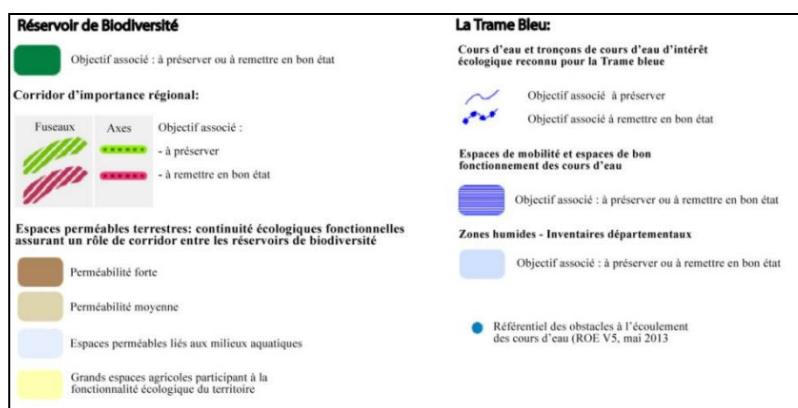 Réservoir de Biodiversité
Objectif associé : à préserver ou à remettre en bon état
Corridor d'importance régional:
Fuseaux
Axes
Objectif associé :
- à préserver
- à remettre en bon état
Espaces perméables terrestres: continuité écologiques fonctionnelles
assurant un rôle de corridor entre les réservoirs de biodiversité
Perméabilité forte
Perméabilité moyenne
Espaces perméables liés aux milieux aquatiques
Grands espaces agricoles participant à la
fonctionnalité écologique du territoire
La Trame Bleu:
Cours d'eau et tronçons de cours d'eau d'intérêt
écologique reconnu pour la Trame bleue
Objectif associé à préserver
Objectif associé à remettre en bon état
Espaces de mobilité et espaces de bon
fonctionnement des cours d'eau
Objectif associé : à préserver ou à remettre en bon état
Zones humides - Inventaires départementaux
Objectif associé : à préserver ou à remettre en bon état
Référentiel des obstacles à l'écoulement
des cours d'eau (ROE V5, mai 2013